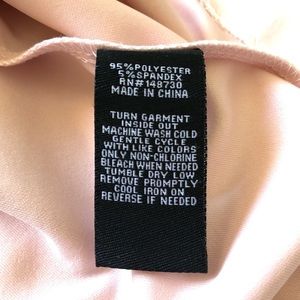 95% POLYESTER
5% SPANDEX
RN#148730
MADE IN CHINA
TURN GARMENT
INSIDE OUT
MACHINE WASH COLD
GENTLE CYCLE
WITH LIKE COLORS
ONLY NON-CHLORINE
BLEACH WHEN NEEDED
TUMBLE DRY LOW
REMOVE PROMPTLY
COOL IRON ON
REVERSE IF NEEDED